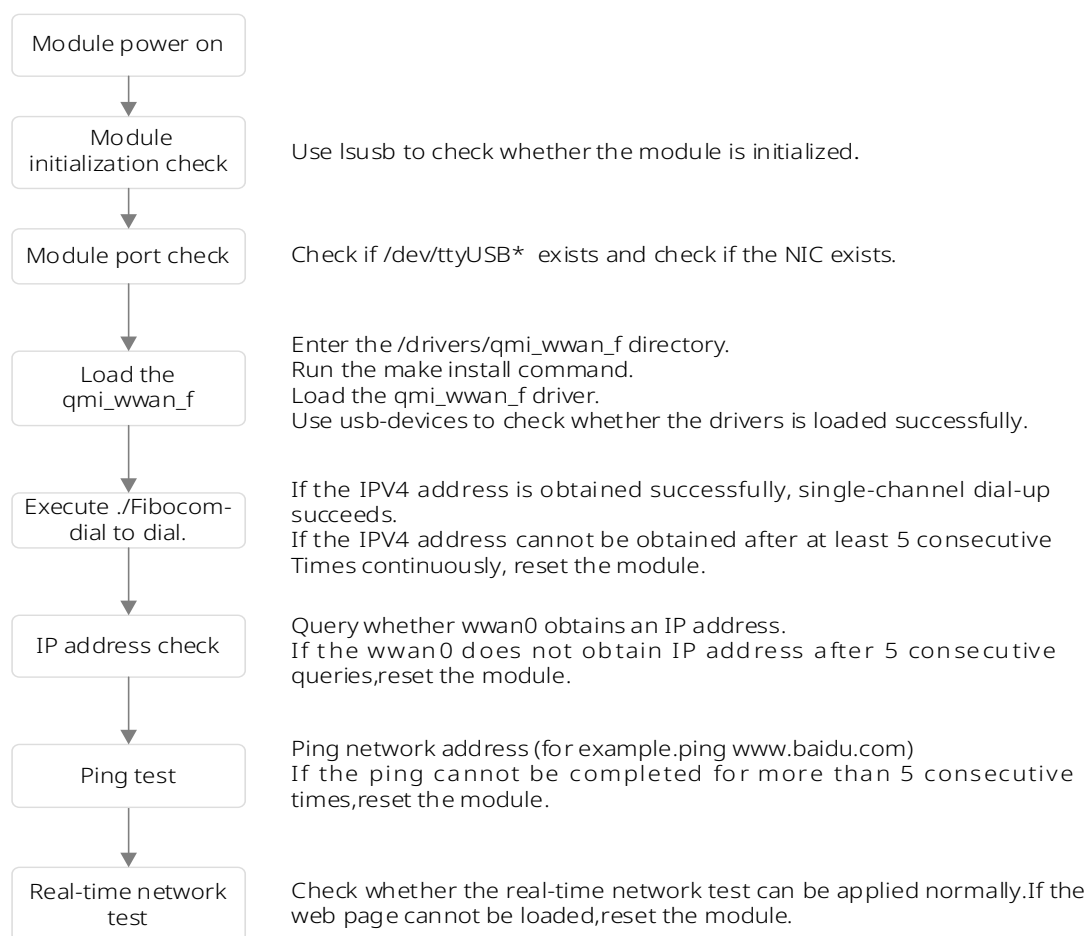 Module power on
Module
initialization check
Use lsusb to check whether the module is initialized.
Module port check
Check if /dev/ttyUSB* exists and check if the NIC exists.
Load the
qmi_wwan_f
Enter the /drivers/qmi_wwan_f directory.
Run the make install command.
Load the qmi_wwan_f driver.
Use usb-devices to check whether the drivers is loaded successfully.
Execute ./Fibocom-
dial to dial.
If the IPV4 address is obtained successfully, single-channel dial-up
succeeds.
If the IPV4 address cannot be obtained after at least 5 consecutive
Times continuously, reset the module.
IP address check
Query whether wwan0 obtains an IP address.
If the wwan0 does not obtain IP address after 5 consecutive
queries,reset the module.
Ping test
Ping network address (for example.ping www.baidu.com)
If the ping cannot be completed for more than 5 consecutive
times,reset the module.
Real-time network
test
Check whether the real-time network test can be applied normally.If the
web page cannot be loaded,reset the module.